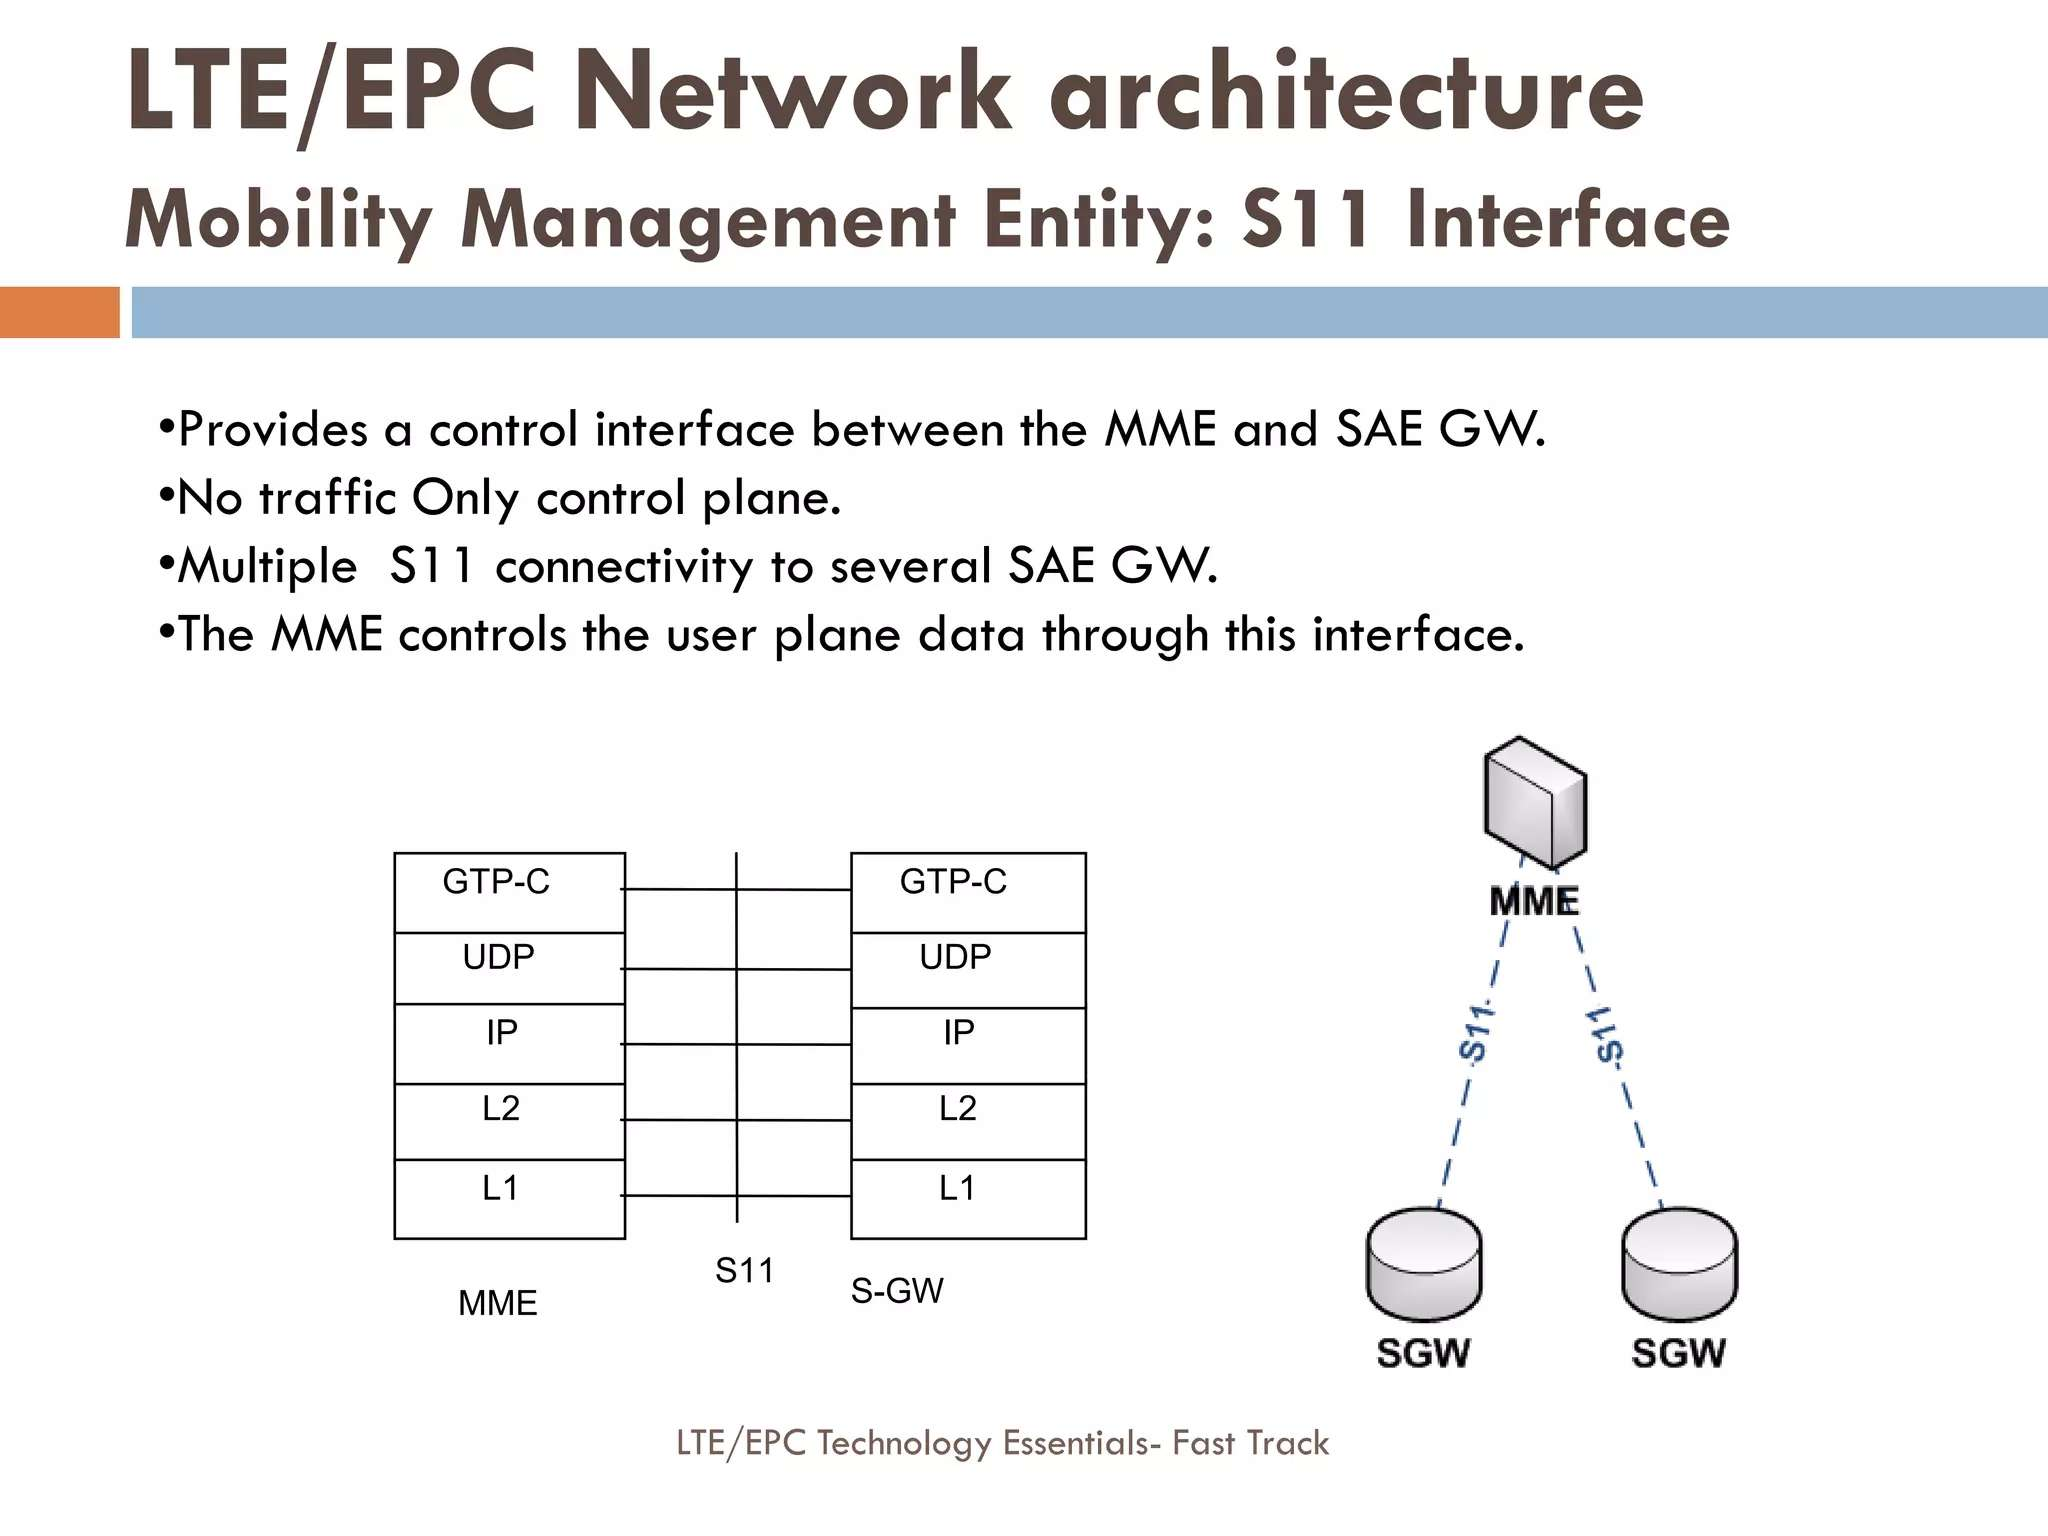 LTE/EPC Network architecture
Mobility Management Entity: S11 Interface
•Provides a control interface between the MME and SAE GW.
•No traffic Only control plane.
•Multiple  S11 connectivity to several SAE GW.
•The MME controls the user plane data through this interface.
GTP-C
UDP
IP
L2
L1
MME
S11
GTP-C
UDP
IP
L2
L1
S-GW
MME
S11
S11
SGW
SGW
LTE/EPC Technology Essentials- Fast Track